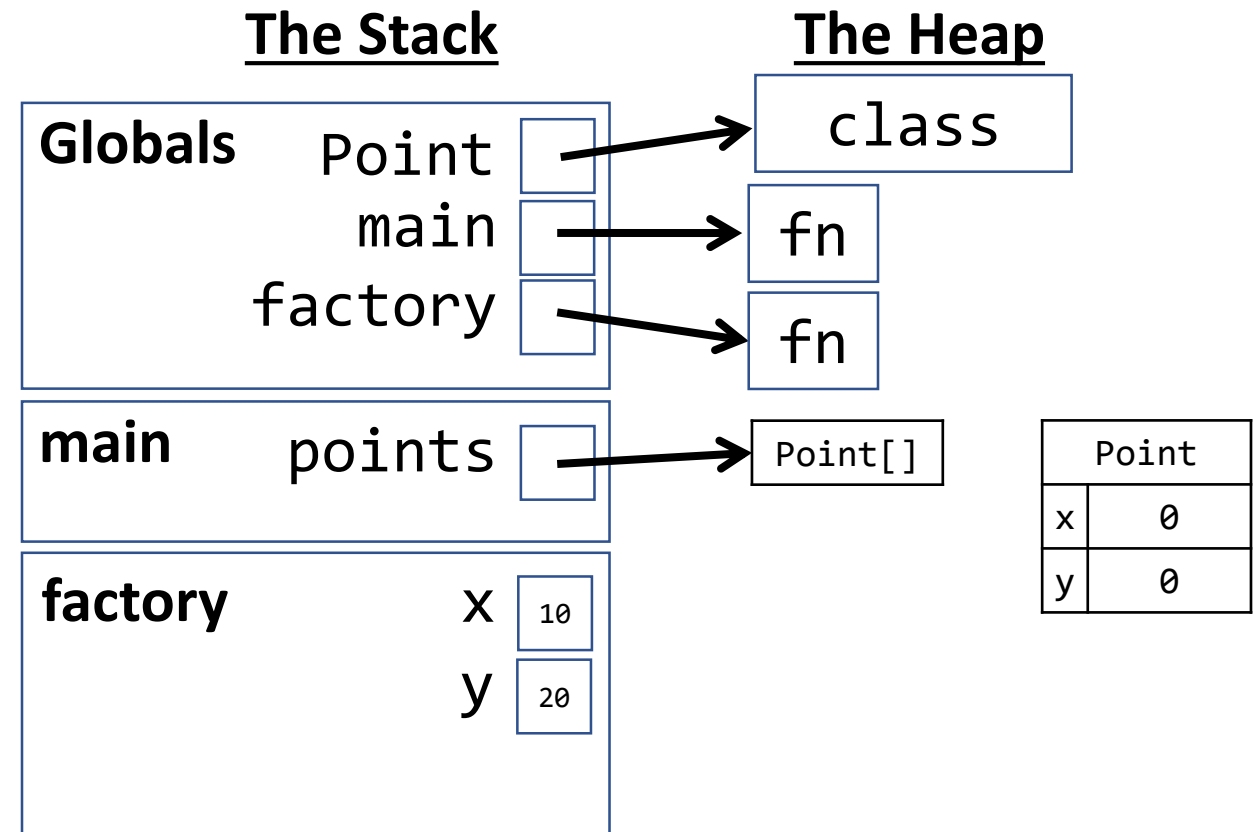 The Stack
The Heap
Globals
Point
class
main
fn
factory
fn
main
points
Point[]
Point
x 0
y 0
factory
x 10
y 20